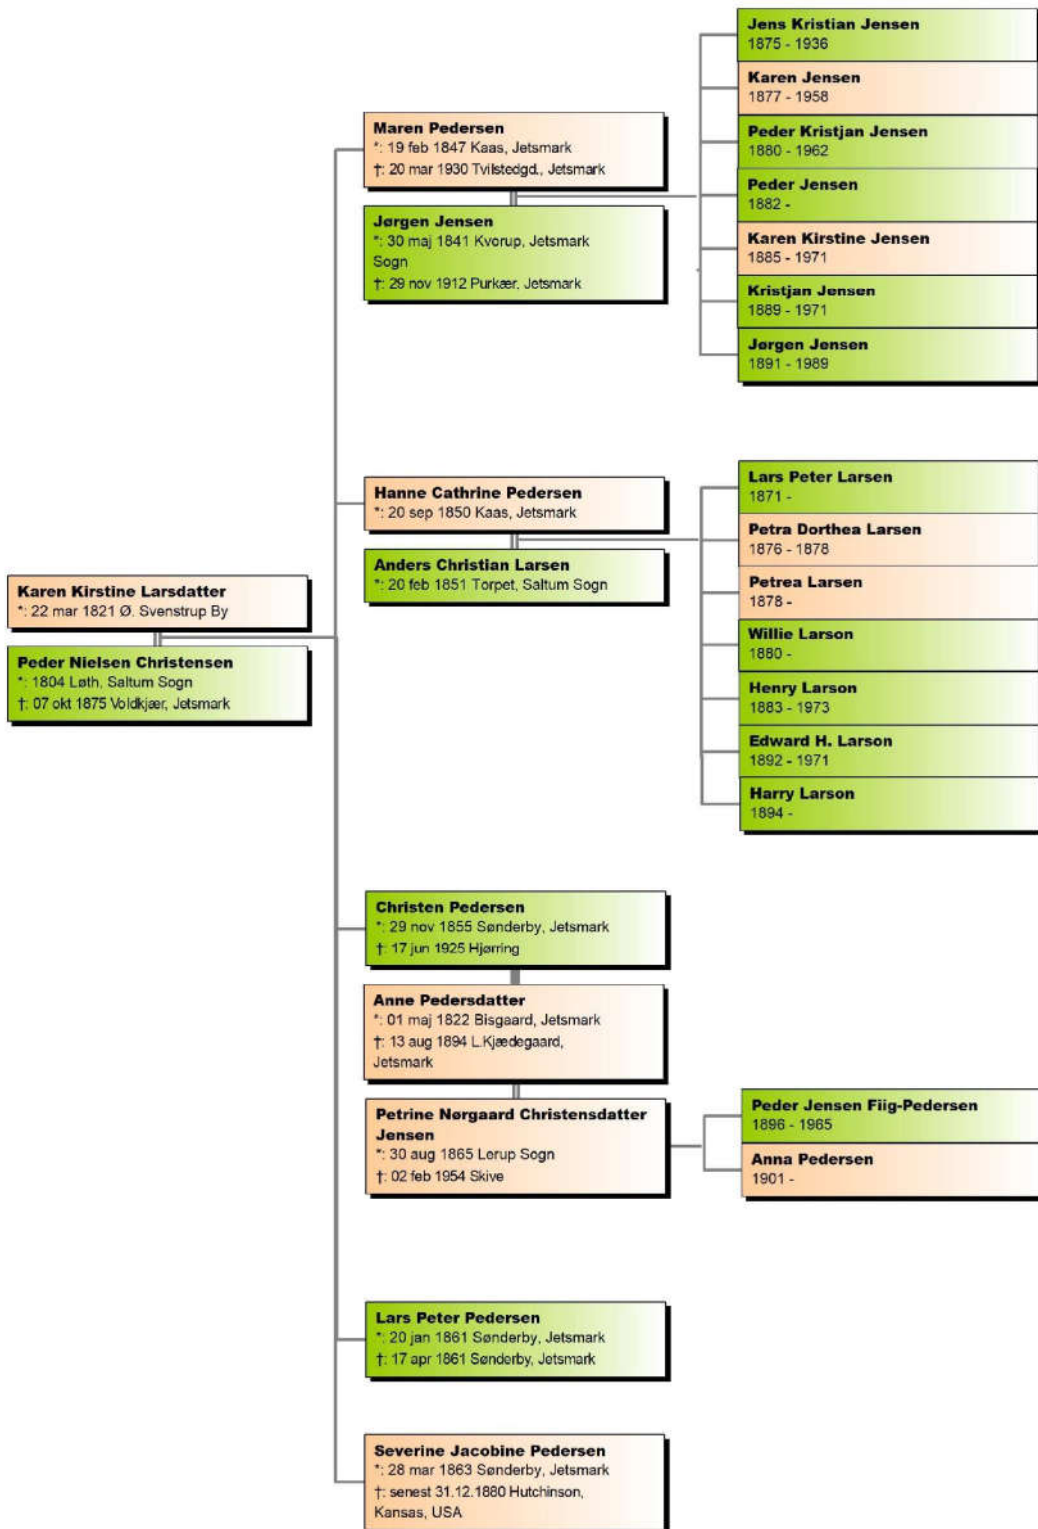 Karen Kirstine Larsdatter
*: 22 mar 1821 Ø. Svenstrup By
Peder Nielsen Christensen
*: 1804 Løth, Saltum Sogn
†: 07 okt 1875 Voldkjær, Jetsmark
Maren Pedersen
*: 19 feb 1847 Kaas, Jetsmark
†: 20 mar 1930 Tvilstedgd., Jetsmark
Jørgen Jensen
*: 30 maj 1841 Kvorup, Jetsmark
Sogn
†: 29 nov 1912 Purkær, Jetsmark
Jens Kristian Jensen
1875 - 1936
Karen Jensen
1877 - 1958
Peder Kristjan Jensen
1880 - 1962
Peder Jensen
1882 -
Karen Kirstine Jensen
1885 - 1971
Kristjan Jensen
1889 - 1971
Jørgen Jensen
1891 - 1989
Hanne Cathrine Pedersen
*: 20 sep 1850 Kaas, Jetsmark
Anders Christian Larsen
*: 20 feb 1851 Torpet, Saltum Sogn
Lars Peter Larsen
1871 -
Petra Dorthea Larsen
1876 - 1878
Petrea Larsen
1878 -
Willie Larson
1880 -
Henry Larson
1883 - 1973
Edward H. Larson
1892 - 1971
Harry Larson
1894 -
Christen Pedersen
*: 29 nov 1855 Sønderby, Jetsmark
†: 17 jun 1925 Hjørring
Anne Pedersdatter
*: 01 maj 1822 Bisgaard, Jetsmark
†: 13 aug 1894 L.Kjædegaard,
Jetsmark
Petrine Nørgaard Christensdatter
Jensen
*: 30 aug 1865 Lerup Sogn
†: 02 feb 1954 Skive
Peder Jensen Fiig-Pedersen
1896 - 1965
Anna Pedersen
1901 -
Lars Peter Pedersen
*: 20 jan 1861 Sønderby, Jetsmark
†: 17 apr 1861 Sønderby, Jetsmark
Severine Jacobine Pedersen
*: 28 mar 1863 Sønderby, Jetsmark
†: senest 31.12.1880 Hutchinson,
Kansas, USA